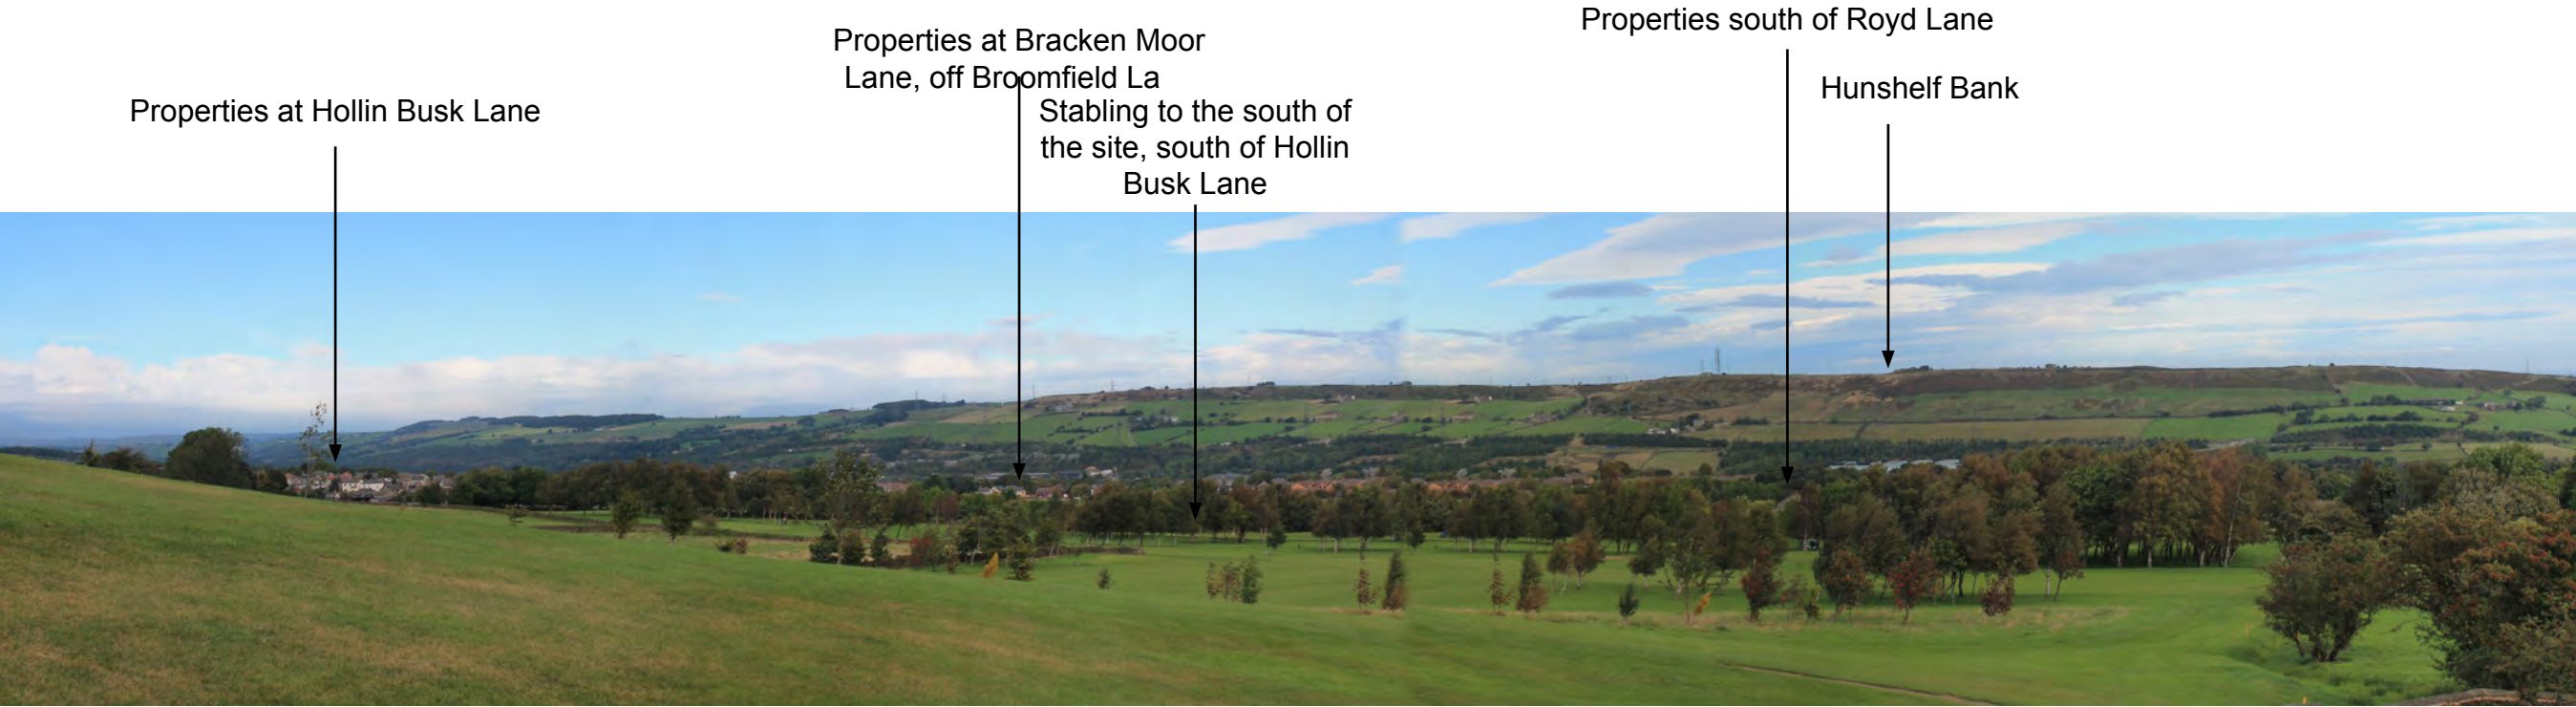 Properties at Hollin Busk Lane
Properties at Bracken Moor
Lane, off Broomfield La
Stabling to the south of
the site, south of Hollin
Busk Lane
Properties south of Royd Lane
Hunshelf Bank